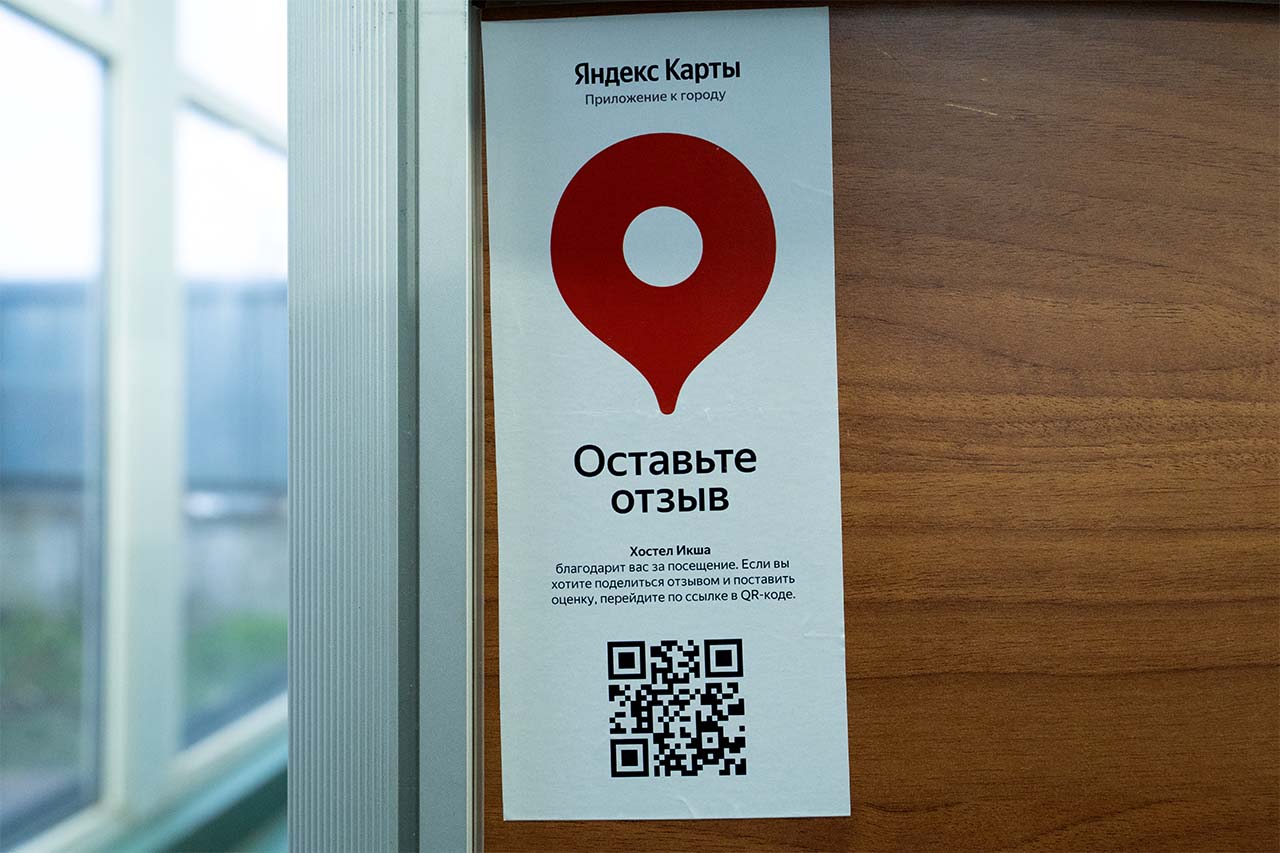 Яндекс Карты
Приложение к городу
Оставьте
отзыв
Хостел Икша
благодарит вас за посещение. Если вы
хотите поделиться отзывом и поставить
оценку, перейдите по ссылке в QR-коде.